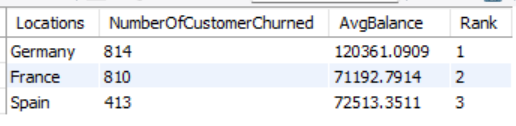 Locations NumberOfCustomerChurned AvgBalance Rank
Germany 814 120361.0909 1
France 810 71192.7914 2
Spain 413 72513.3511 3